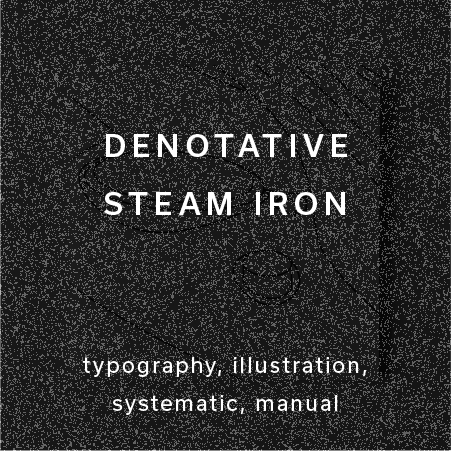 DENOTATIVE
STEAM IRON
typography, illustration,
systematic, manual